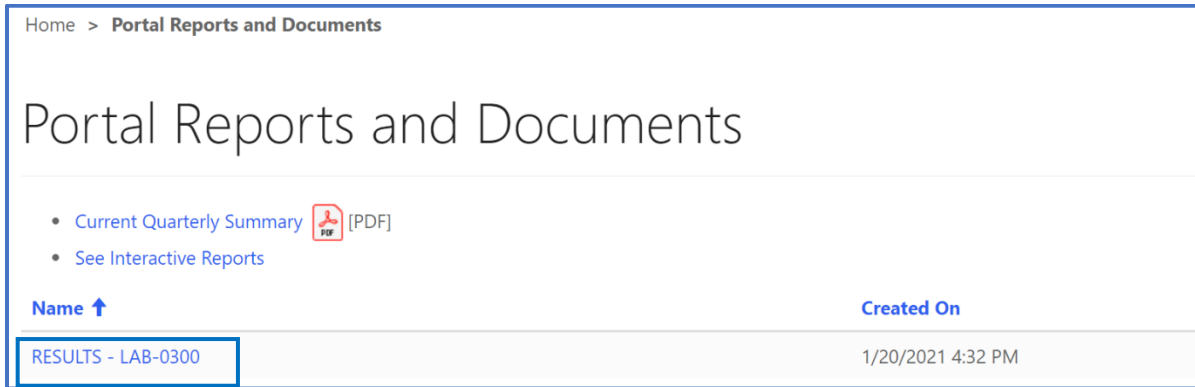 Home > Portal Reports and Documents
Portal Reports and Documents
• Current Quarterly Summary PDF [PDF]
• See Interactive Reports
Name ↑ Created On
RESULTS - LAB-0300 1/20/2021 4:32 PM